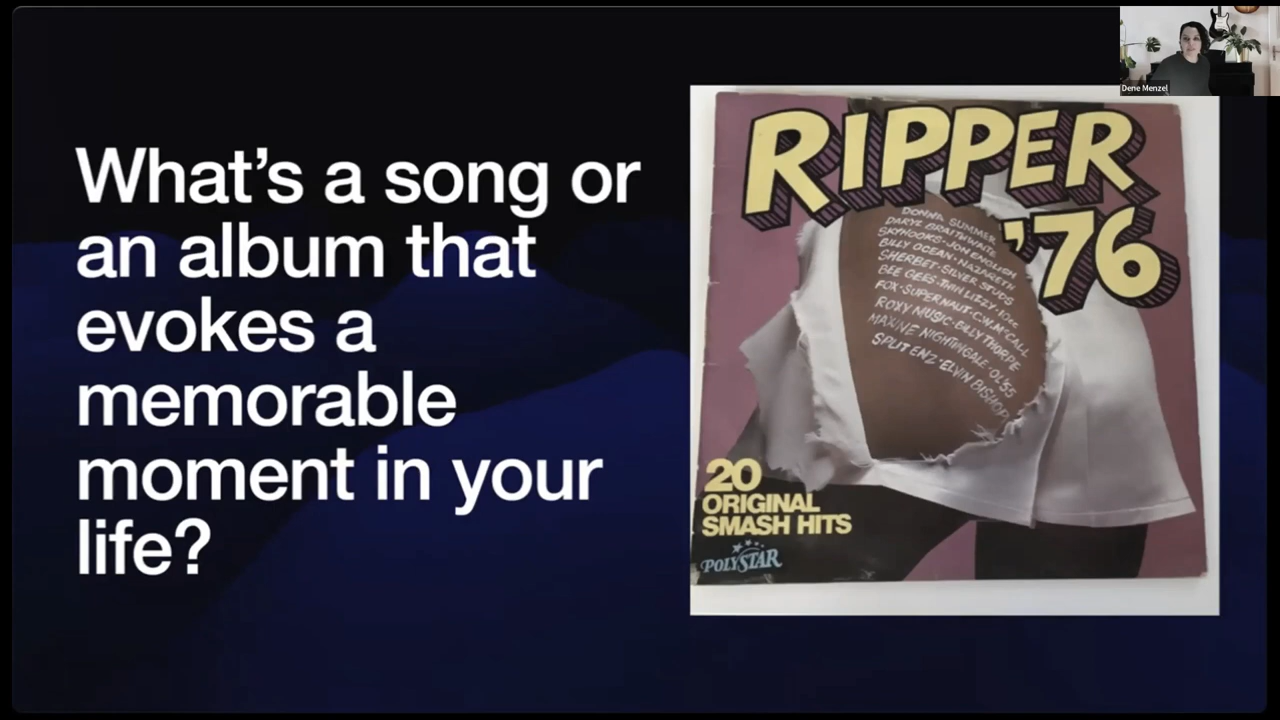 What's a song or
an album that
evokes a
memorable
moment in your
life?
Dene Menzel
RIPPER
'76
DONNA SUMMER
DARYL BRAITHWAITE
SKYHOOKS · JON ENGLISH
BILLY OCEAN · NAZARETH
SHERBET · SILVER STUDS
BEE GEES · THIN LIZZY · 10cc
FOX · SUPERNAUT · C.W. McCALL
ROXY MUSIC · BILLY THORPE
MAXINE NIGHTINGALE · OL'55
SPLIT ENZ · ELVIN BISHOP
20
ORIGINAL
SMASH HITS
POLYSTAR